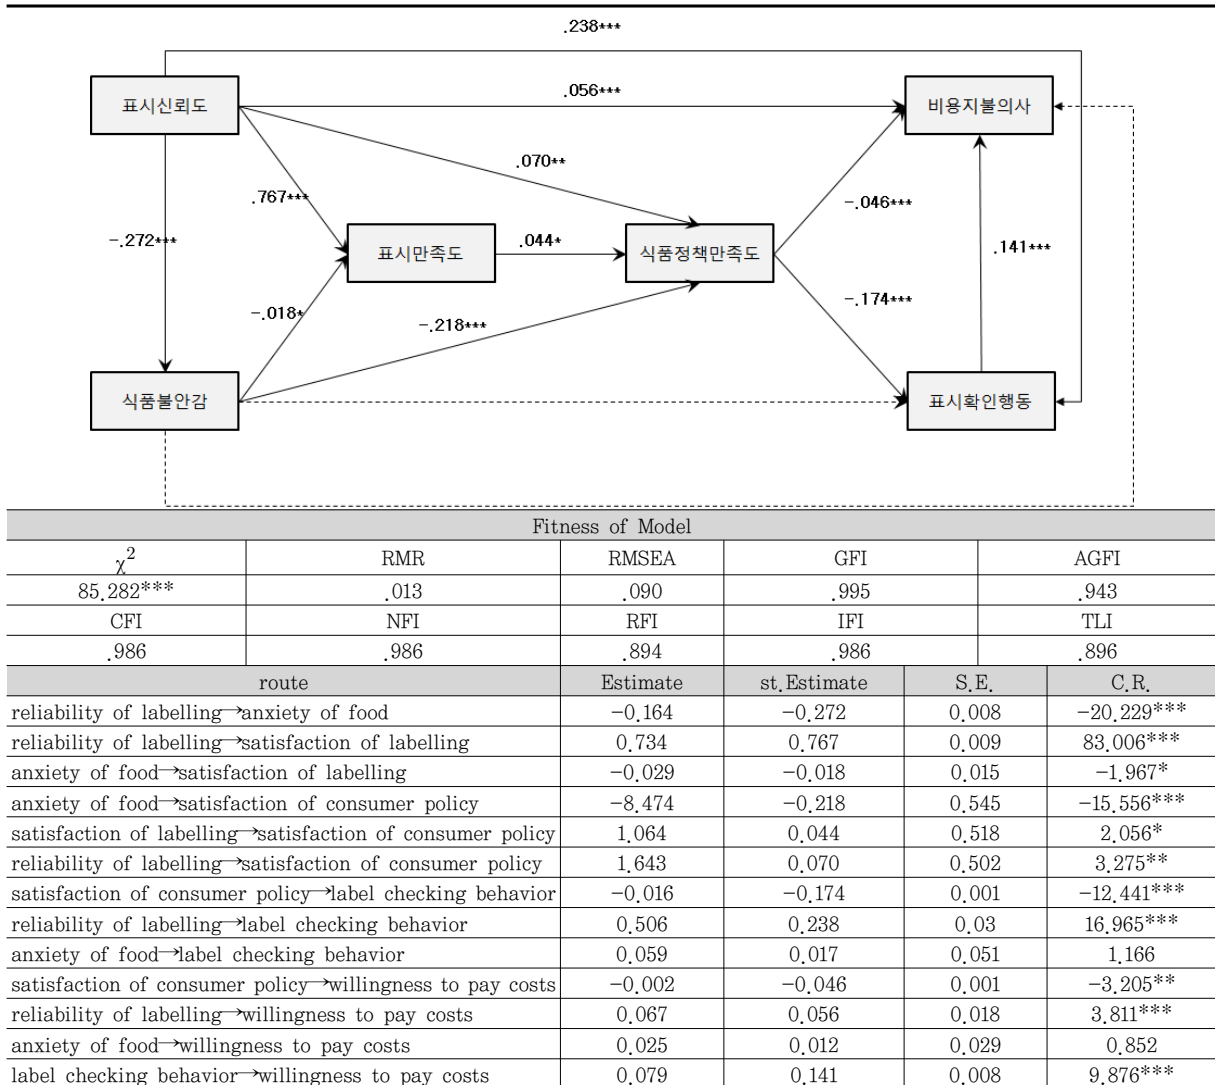 .238***
표시신뢰도
.056***
비용지불의사
.070**
.767***
-.046***
-.272***
표시만족도
.044*
식품정책만족도
.141***
-.018*
-.218***
-.174***
식품불안감
표시확인행동
Fitness of Model
χ² RMR RMSEA GFI AGFI
85.282*** .013 .090 .995 .943
CFI NFI RFI IFI TLI
.986 .986 .894 .986 .896
route Estimate st.Estimate S.E. C.R.
reliability of labelling→anxiety of food -0.164 -0.272 0.008 -20.229***
reliability of labelling→satisfaction of labelling 0.734 0.767 0.009 83.006***
anxiety of food→satisfaction of labelling -0.029 -0.018 0.015 -1.967*
anxiety of food→satisfaction of consumer policy -8.474 -0.218 0.545 -15.556***
satisfaction of labelling→satisfaction of consumer policy 1.064 0.044 0.518 2.056*
reliability of labelling→satisfaction of consumer policy 1.643 0.070 0.502 3.275**
satisfaction of consumer policy→label checking behavior -0.016 -0.174 0.001 -12.441***
reliability of labelling→label checking behavior 0.506 0.238 0.03 16.965***
anxiety of food→label checking behavior 0.059 0.017 0.051 1.166
satisfaction of consumer policy→willingness to pay costs -0.002 -0.046 0.001 -3.205**
reliability of labelling→willingness to pay costs 0.067 0.056 0.018 3.811***
anxiety of food→willingness to pay costs 0.025 0.012 0.029 0.852
label checking behavior→willingness to pay costs 0.079 0.141 0.008 9.876***